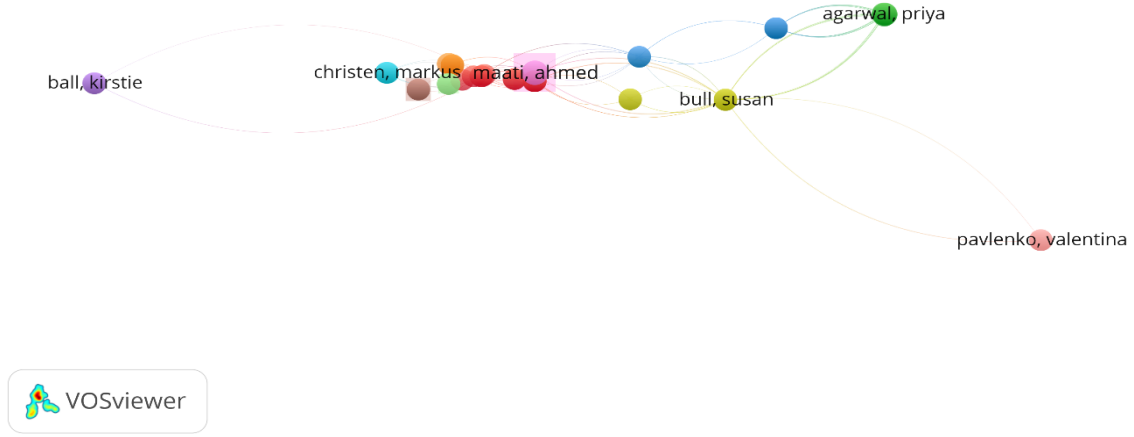 agarwal, priya
christen, markus
maati, ahmed
ball, kirstie
bull, susan
pavlenko, valentina
VOSviewer